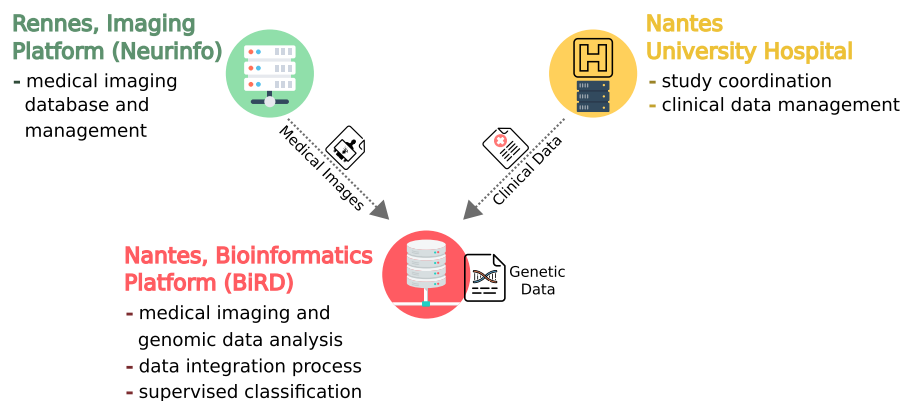 Rennes, Imaging
Platform (Neurinfo)
- medical imaging
database and
management
Nantes
University Hospital
- study coordination
- clinical data management
H
Medical Images
Clinical Data
Nantes, Bioinformatics
Platform (BiRD)
- medical imaging and
genomic data analysis
- data integration process
- supervised classification
Genetic
Data